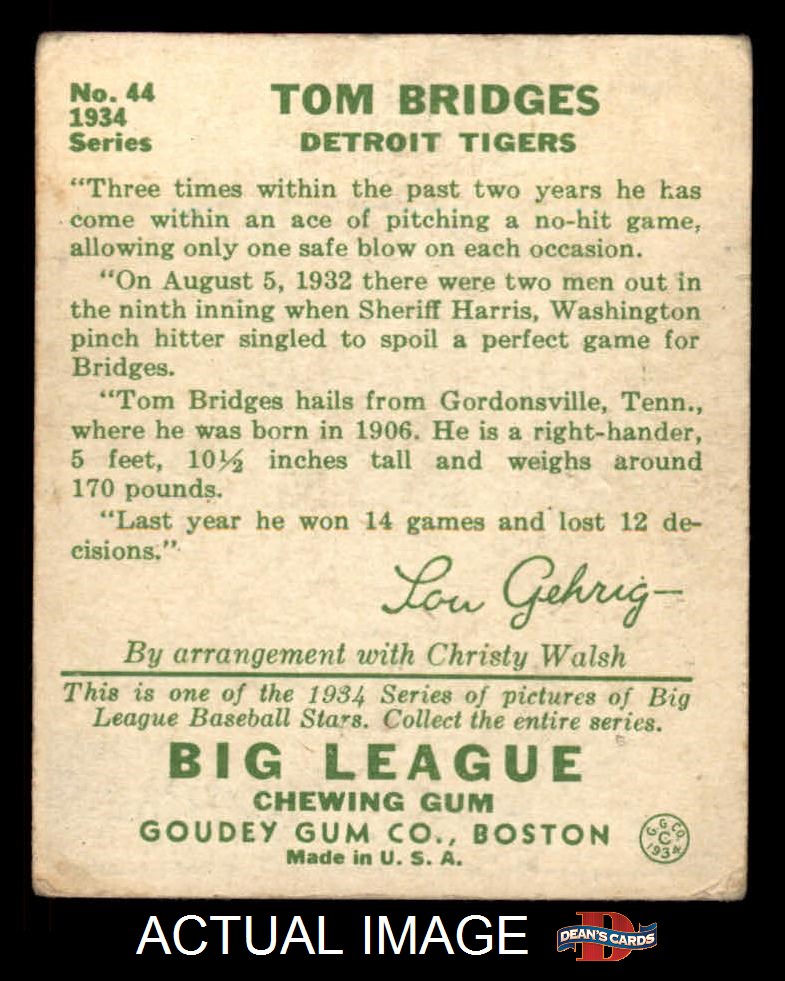 No. 44
1934
Series
TOM BRIDGES
DETROIT TIGERS
“Three times within the past two years he has
come within an ace of pitching a no-hit game,
allowing only one safe blow on each occasion.
“On August 5, 1932 there were two men out in
the ninth inning when Sheriff Harris, Washington
pinch hitter singled to spoil a perfect game for
Bridges.
“Tom Bridges hails from Gordonsville, Tenn.,
where he was born in 1906. He is a right-hander,
5 feet, 10½ inches tall and weighs around
170 pounds.
“Last year he won 14 games and lost 12 de-
cisions.”
Lou Gehrig—
By arrangement with Christy Walsh
This is one of the 1934 Series of pictures of Big
League Baseball Stars. Collect the entire series.
BIG LEAGUE
CHEWING GUM
GOUDEY GUM CO., BOSTON
Made in U. S. A.
G. G. CO.
C
1934
ACTUAL IMAGE
D
DEAN'S CARDS